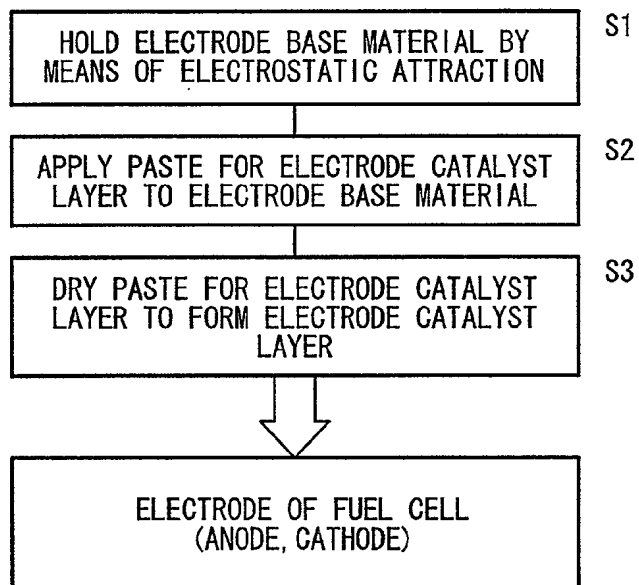 HOLD ELECTRODE BASE MATERIAL BY
MEANS OF ELECTROSTATIC ATTRACTION
S1
APPLY PASTE FOR ELECTRODE CATALYST
LAYER TO ELECTRODE BASE MATERIAL
S2
DRY PASTE FOR ELECTRODE CATALYST
LAYER TO FORM ELECTRODE CATALYST
LAYER
S3
ELECTRODE OF FUEL CELL
(ANODE, CATHODE)